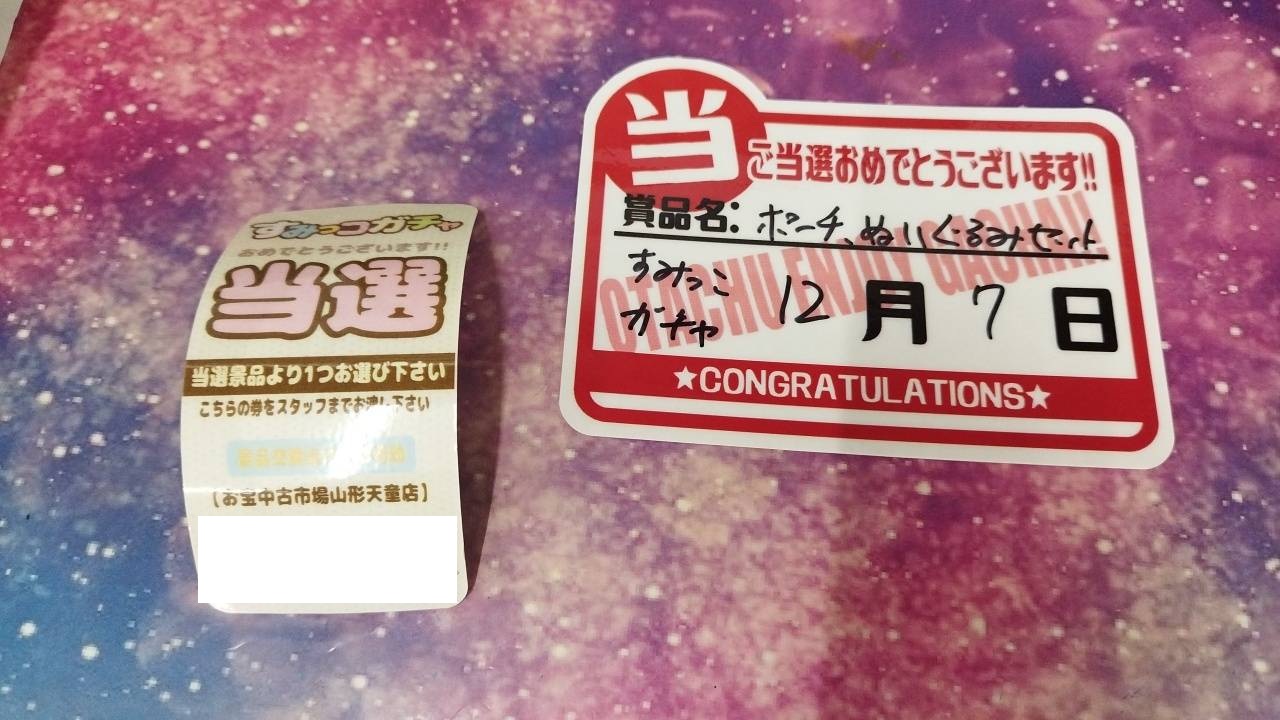 すみっコガチャ
おめでとうございます!!
当選
当選景品より1つお選び下さい
こちらの券をスタッフまでお渡し下さい
【お宝中古市場山形天童店】
当
ご当選おめでとうございます!!
賞品名: ポーチ、ぬいぐるみセット
OTACHU ENJOY GACHA!!
すみっこ
ガチャ
12月7日
★CONGRATULATIONS★